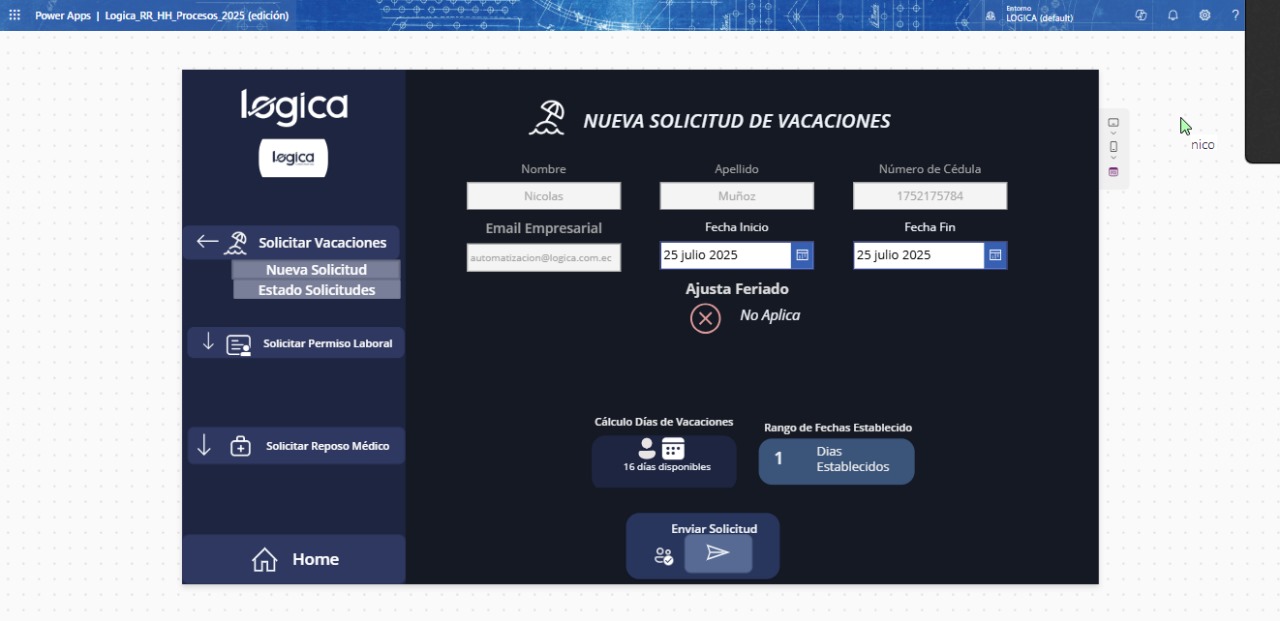 Power Apps | Logica_RR_HH_Procesos_2025 (edición)
Entorno
LOGICA (default)
?
nico
logica
logica
Solicitar Vacaciones
Nueva Solicitud
Estado Solicitudes
Solicitar Permiso Laboral
Solicitar Reposo Médico
Home
NUEVA SOLICITUD DE VACACIONES
Nombre Apellido Número de Cédula
Nicolas Muñoz 1752175784
Email Empresarial Fecha Inicio Fecha Fin
automatizacion@logica.com.ec 25 julio 2025 25 julio 2025
Ajusta Feriado
No Aplica
Cálculo Días de Vacaciones
16 días disponibles
Rango de Fechas Establecido
1 Dias
Establecidos
Enviar Solicitud